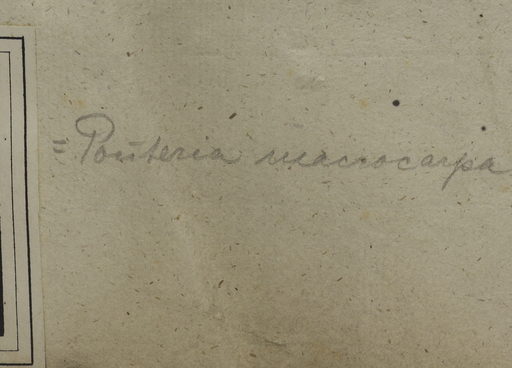 = Pouteria macrocarpa